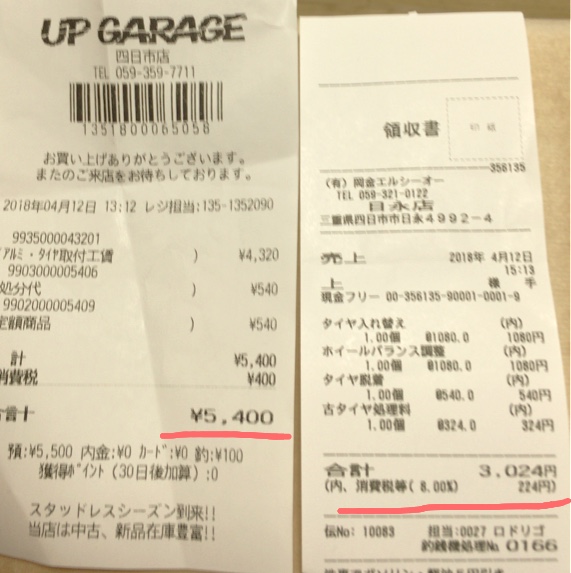 UP GARAGE
四日市店
TEL 059-359-7711
1351800065058
お買い上げありがとうございます。
またのご来店をお待ちしております。
2018年04月12日 13:12 レジ担当:135-1352090
9935000043201
アルミ・タイヤ取付工賃 ) ¥4,320
9903000005406
処分代 ) ¥540
9902000005409
定額商品 ) ¥540
計 ¥5,400
消費税 ¥400
合言十 ¥5,400
預:¥5,500 内金:¥0 カード:¥0 釣:¥100
獲得ポイント(30日後加算):0
スタッドレスシーズン到来!!
当店は中古、新品在庫豊富!!
領収書
印紙
358135
(有)岡金エルシーオー
TEL 059-321-0122
日永店
三重県四日市市日永4992-4
売上 2018年 4月12日
15:13
上 様 手
現金フリー 00-356135-90001-0001-9
タイヤ入れ替え (内)
1.00個 @1080.0 1080円
ホイールバランス調整 (内)
1.00個 @1080.0 1080円
タイヤ脱着 (内)
1.00個 @540.0 540円
古タイヤ処理料 (内)
1.00個 @324.0 324円
合計 3,024円
(内、消費税等( 8.00%) 224円)
伝No: 10083 担当:0027 ロドリゴ
釣銭機処理No 0166